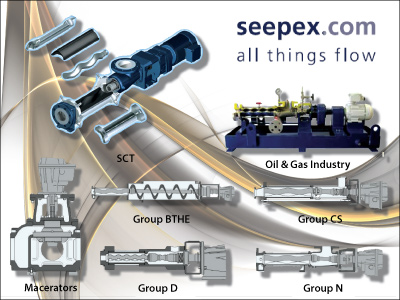 seepex.com
all things flow
SCT
Oil & Gas Industry
Group BTHE
Group CS
Macerators
Group D
Group N